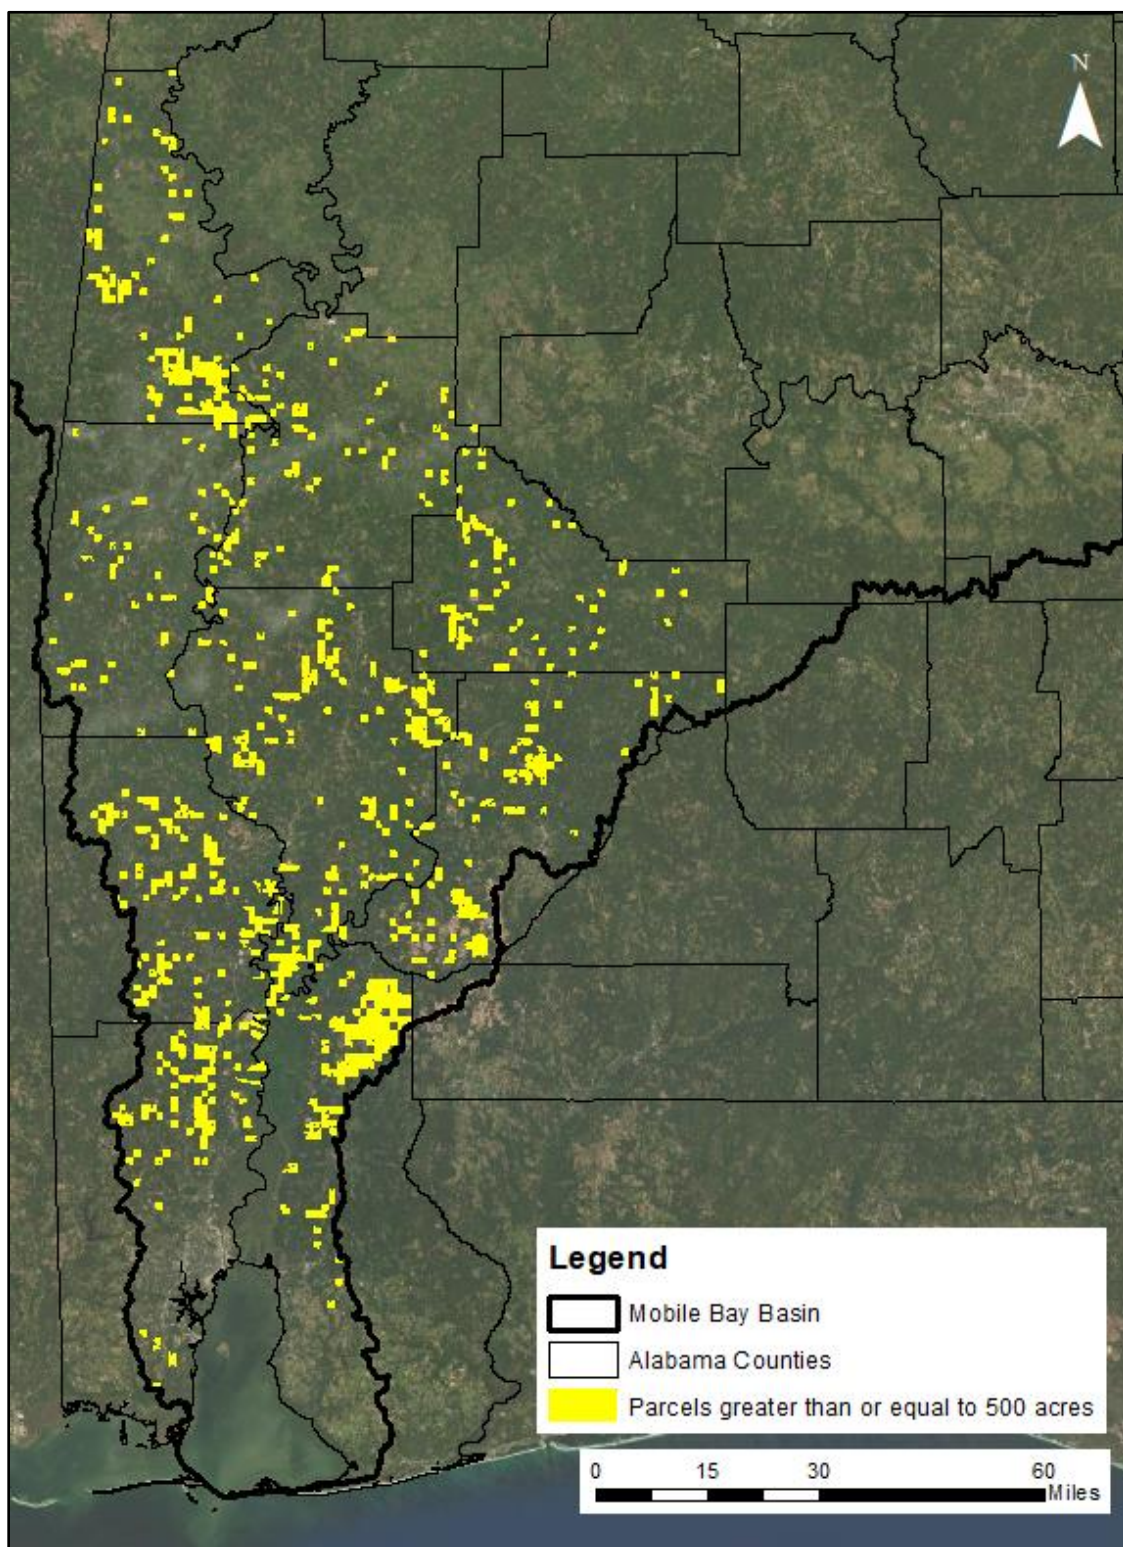 N
Legend
Mobile Bay Basin
Alabama Counties
Parcels greater than or equal to 500 acres
0 15 30 60
Miles